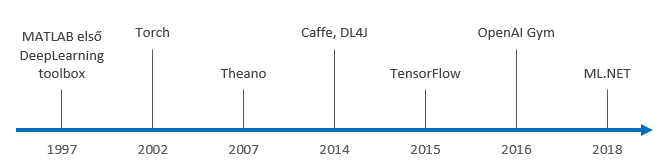 MATLAB első
DeepLearning
toolbox
Torch
Theano
Caffe, DL4J
TensorFlow
OpenAI Gym
ML.NET
1997
2002
2007
2014
2015
2016
2018